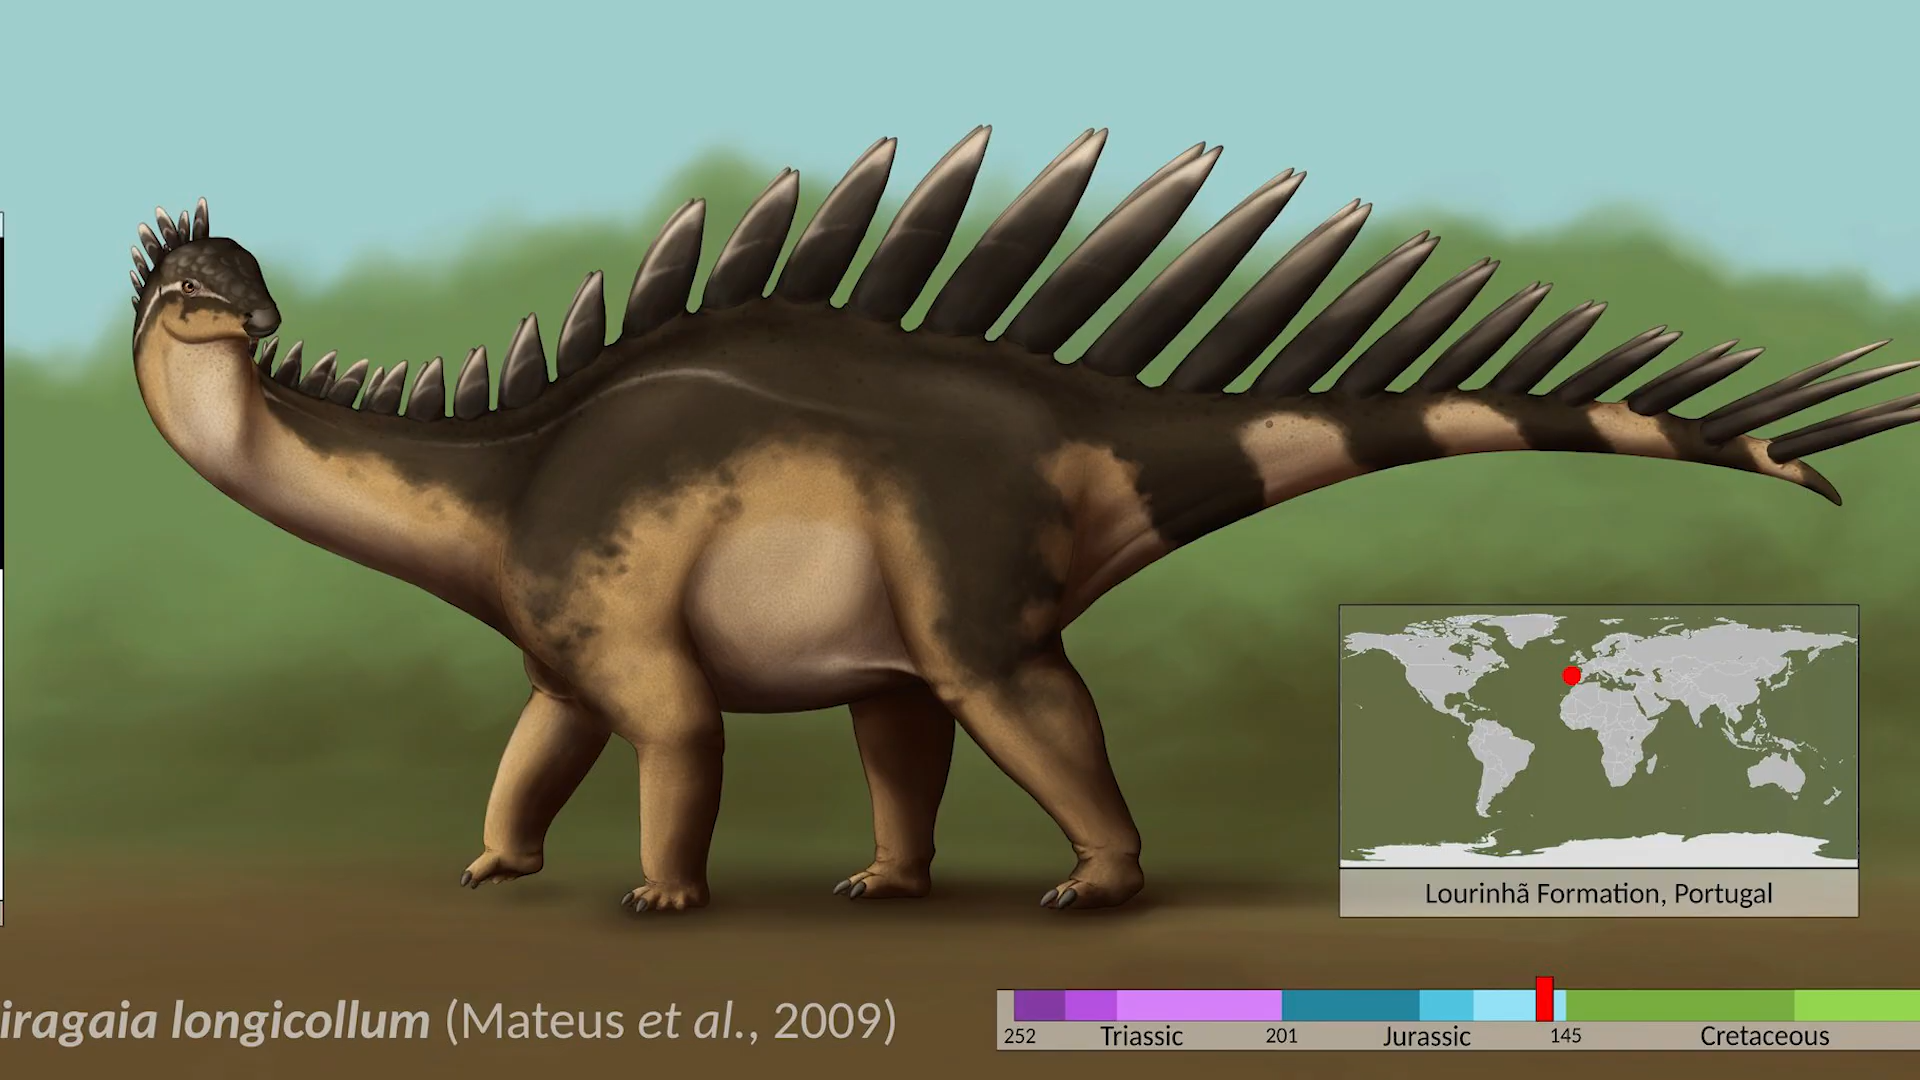 Lourinhã Formation, Portugal
iragaia longicollum (Mateus et al., 2009)
252 Triassic 201 Jurassic 145 Cretaceous